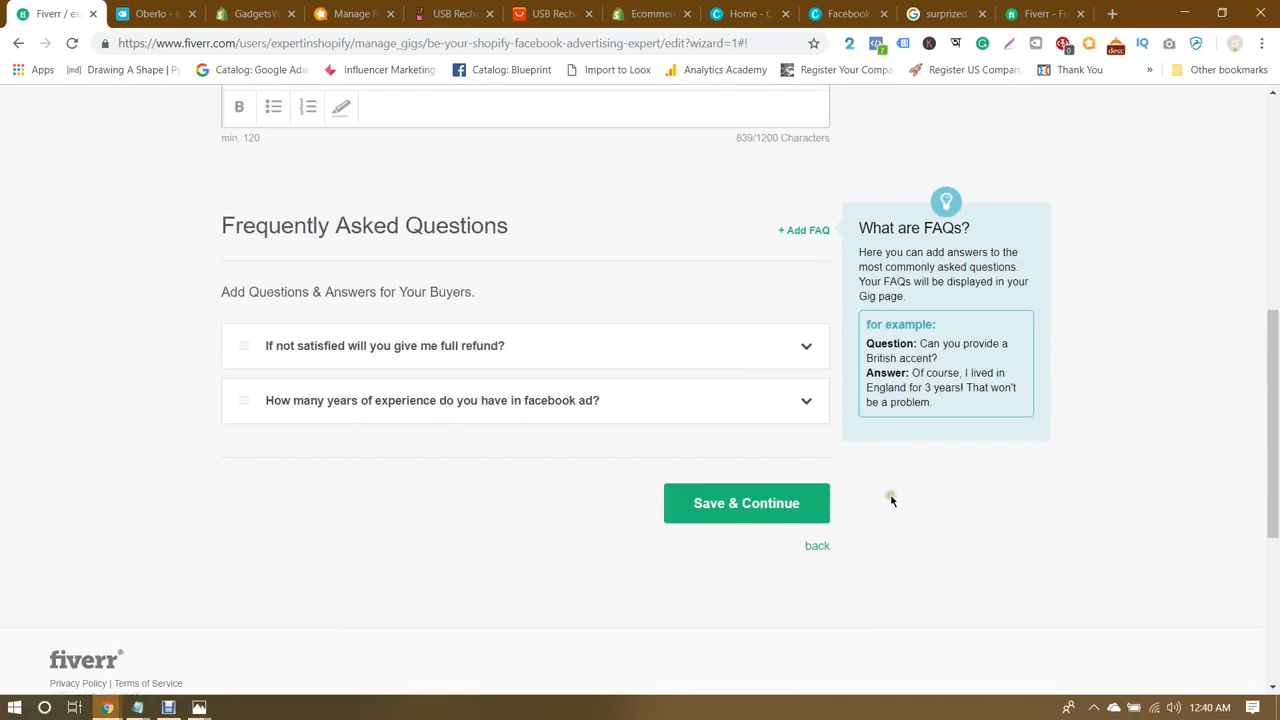 Fiverr / ex
Oberlo - In
GadgetsW
Manage R
USB Recha
USB Recha
Ecommer
Home - C
Facebook
surprized
Fiverr - Fre
https://www.fiverr.com/users/expertinshopify/manage_gigs/be-your-shopify-facebook-advertising-expert/edit?wizard=1#!
Apps
Drawing A Shape | Py
Catalog: Google Adw
Influencer Marketing
Catalog: Blueprint
Import to Loox
Analytics Academy
Register Your Compa
Register US Company
Thank You
»
Other bookmarks
B
min. 120
839/1200 Characters
Frequently Asked Questions
+ Add FAQ
Add Questions & Answers for Your Buyers.
If not satisfied will you give me full refund?
How many years of experience do you have in facebook ad?
What are FAQs?
Here you can add answers to the
most commonly asked questions.
Your FAQs will be displayed in your
Gig page.
for example:
Question: Can you provide a
British accent?
Answer: Of course, I lived in
England for 3 years! That won't
be a problem.
Save & Continue
back
fiverr®
Privacy Policy | Terms of Service
12:40 AM